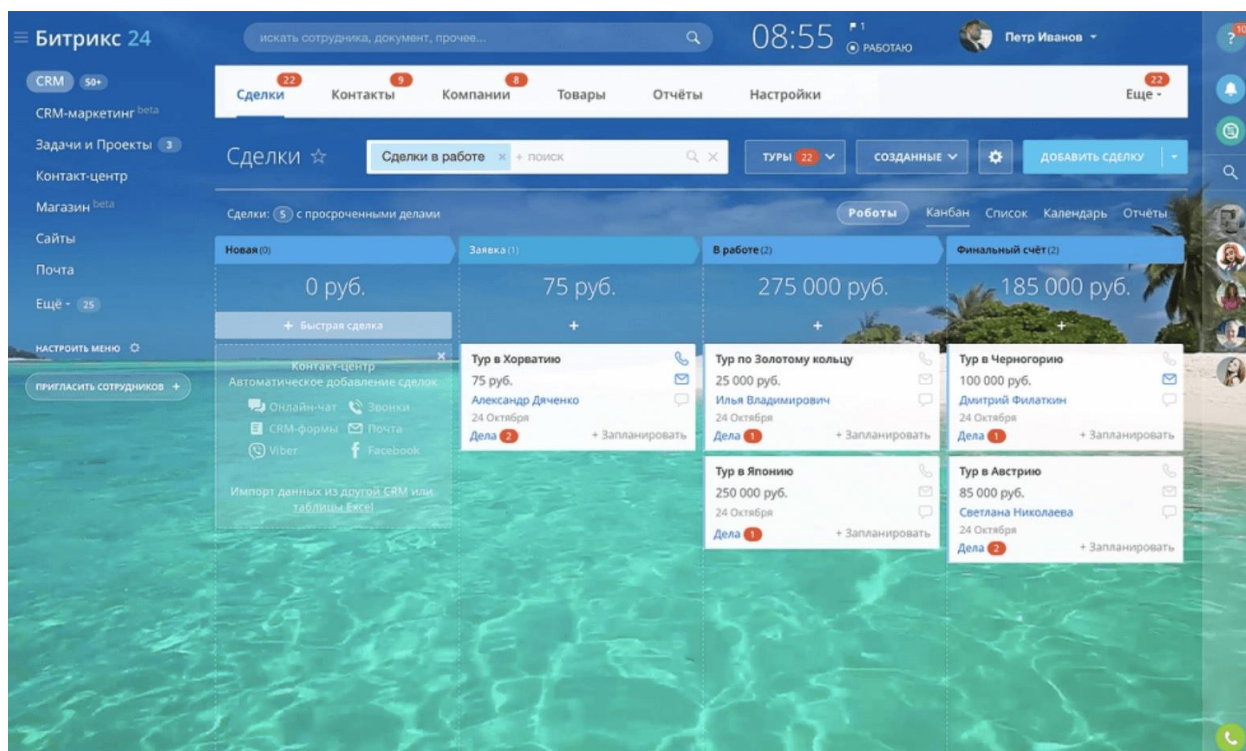 Битрикс 24
искать сотрудника, документ, прочее...
08:55
1
РАБОТАЮ
Петр Иванов
?
10
CRM 50+
CRM-маркетинг beta
Задачи и Проекты 3
Контакт-центр
Магазин beta
Сайты
Почта
Ещё 25
НАСТРОИТЬ МЕНЮ
ПРИГЛАСИТЬ СОТРУДНИКОВ +
Сделки 22
Контакты 9
Компании 8
Товары
Отчёты
Настройки
Еще 22
Сделки
Сделки в работе × + поиск
ТУРЫ 22
СОЗДАННЫЕ
ДОБАВИТЬ СДЕЛКУ
Сделки: 5 с просроченными делами
Роботы
Канбан
Список
Календарь
Отчёты
Новая (0)
0 руб.
+ Быстрая сделка
Контакт-центр
Автоматическое добавление сделок
Онлайн-чат Звонки
CRM-формы Почта
Viber Facebook
Импорт данных из другой CRM или
таблицы Excel
Заявка (1)
75 руб.
+
Тур в Хорватию
75 руб.
Александр Дяченко
24 Октября
Дела 2 + Запланировать
В работе (2)
275 000 руб.
+
Тур по Золотому кольцу
25 000 руб.
Илья Владимирович
24 Октября
Дела 1 + Запланировать
Тур в Японию
250 000 руб.
24 Октября
Дела 1 + Запланировать
Финальный счёт (2)
185 000 руб.
+
Тур в Черногорию
100 000 руб.
Дмитрий Филаткин
24 Октября
Дела 1 + Запланировать
Тур в Австрию
85 000 руб.
Светлана Николаева
24 Октября
Дела 2 + Запланировать